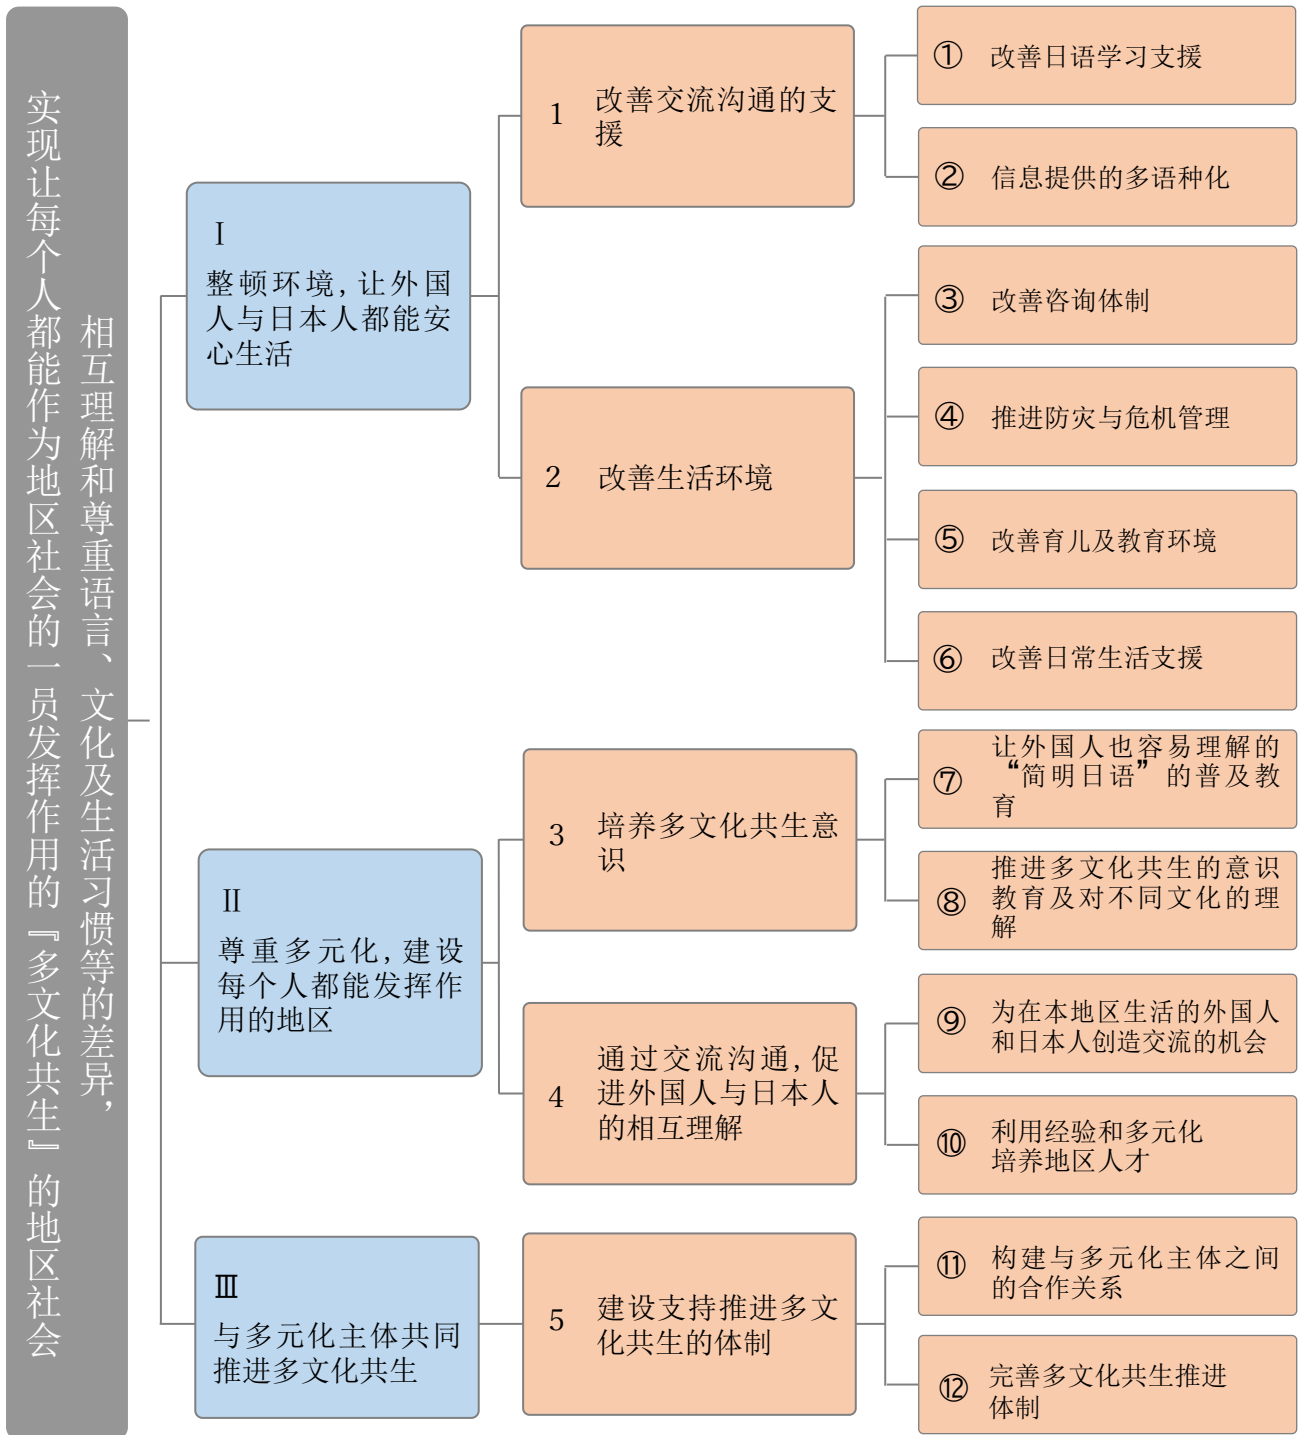 相互理解和尊重语言、文化及生活习惯等的差异，
实现让每个人都能作为地区社会的一员发挥作用的『多文化共生』的地区社会
Ⅰ
整顿环境，让外国
人与日本人都能安
心生活
1
改善交流沟通的支
援
① 改善日语学习支援
② 信息提供的多语种化
2 改善生活环境
③ 改善咨询体制
④ 推进防灾与危机管理
⑤ 改善育儿及教育环境
⑥ 改善日常生活支援
Ⅱ
尊重多元化，建设
每个人都能发挥作
用的地区
3
培养多文化共生意
识
⑦
让外国人也容易理解的
“简明日语”的普及教
育
⑧
推进多文化共生的意识
教育及对不同文化的理
解
4
通过交流沟通，促
进外国人与日本人
的相互理解
⑨
为在本地区生活的外国人
和日本人创造交流的机会
⑩
利用经验和多元化
培养地区人才
Ⅲ
与多元化主体共同
推进多文化共生
5
建设支持推进多文
化共生的体制
⑪
构建与多元化主体之间
的合作关系
⑫
完善多文化共生推进
体制